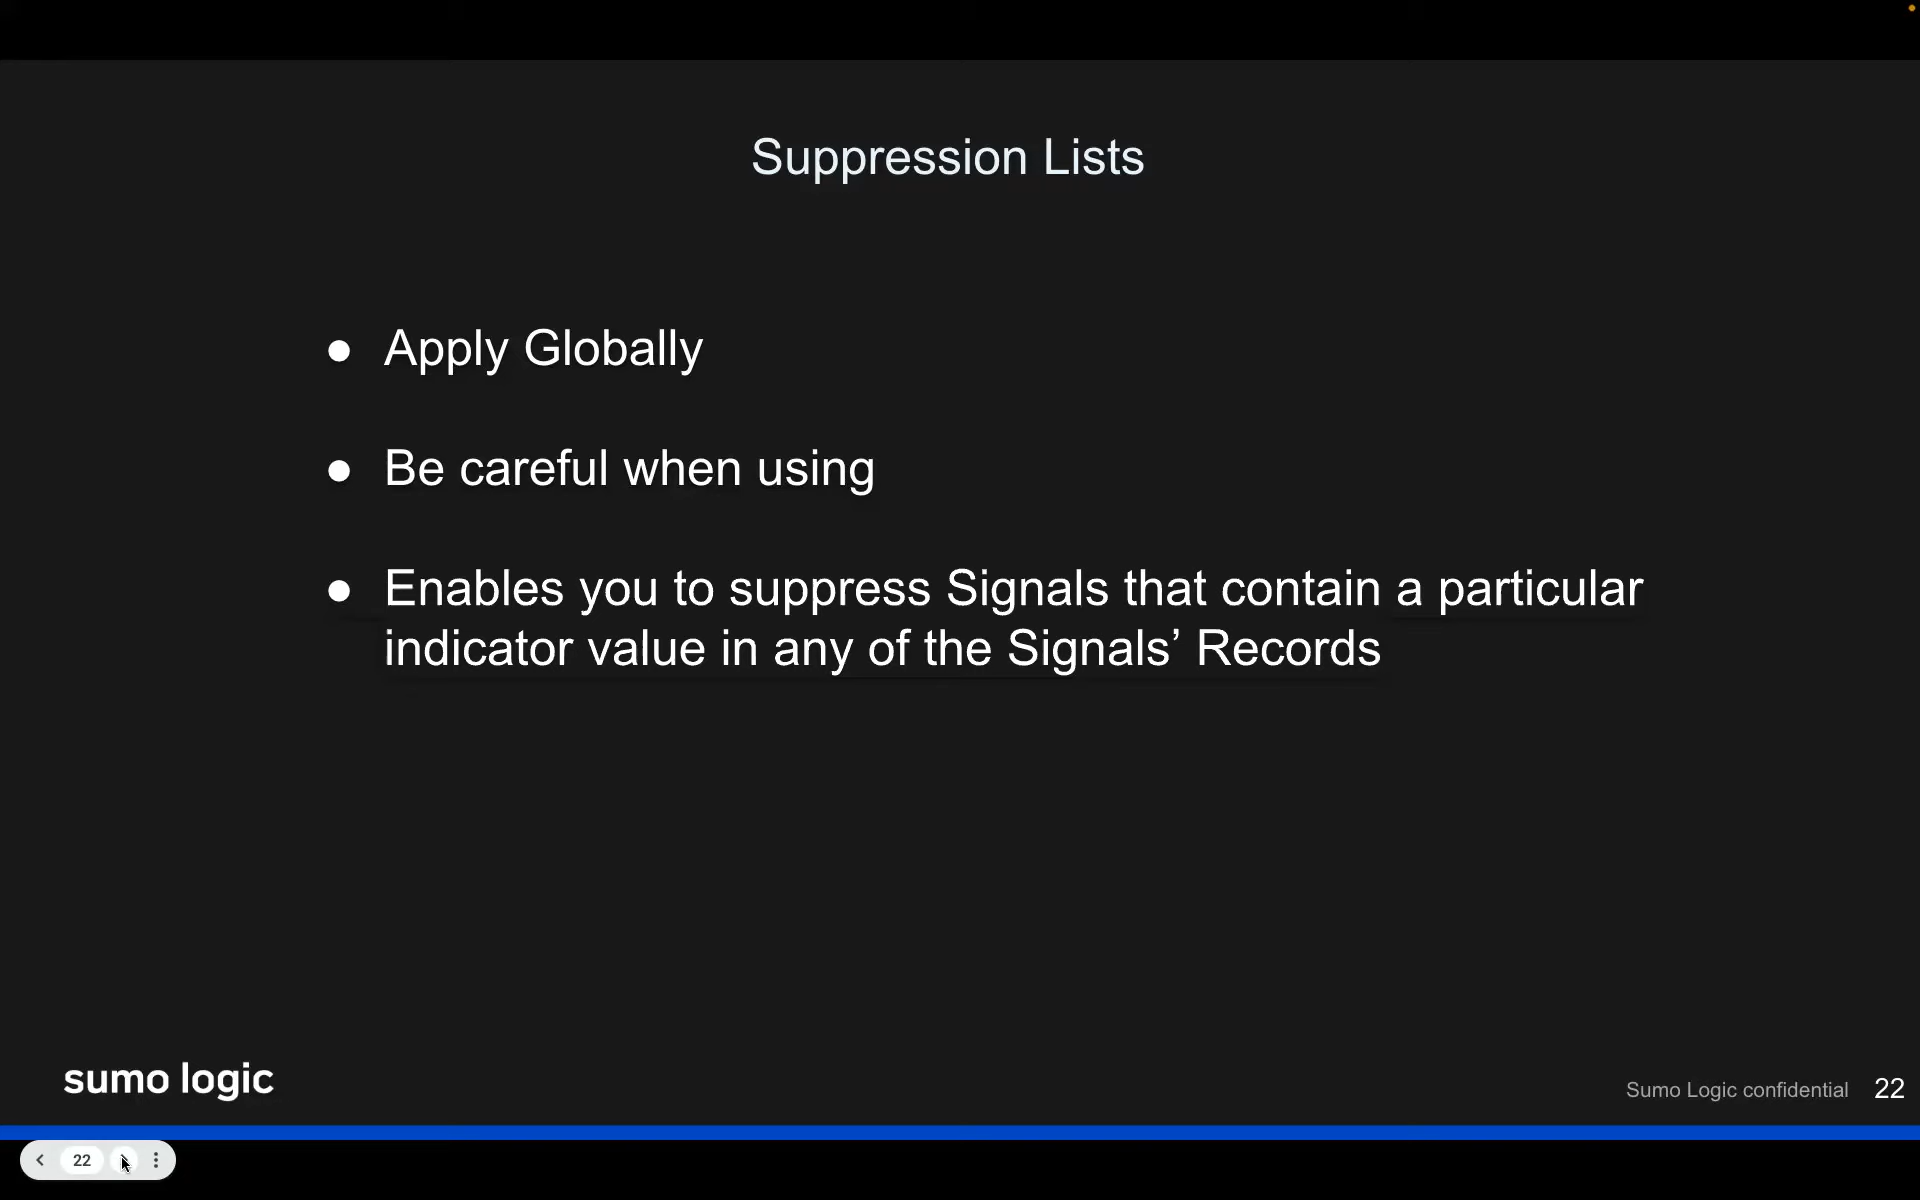 Suppression Lists
● Apply Globally
● Be careful when using
● Enables you to suppress Signals that contain a particular
indicator value in any of the Signals’ Records
sumo logic
Sumo Logic confidential 22
22